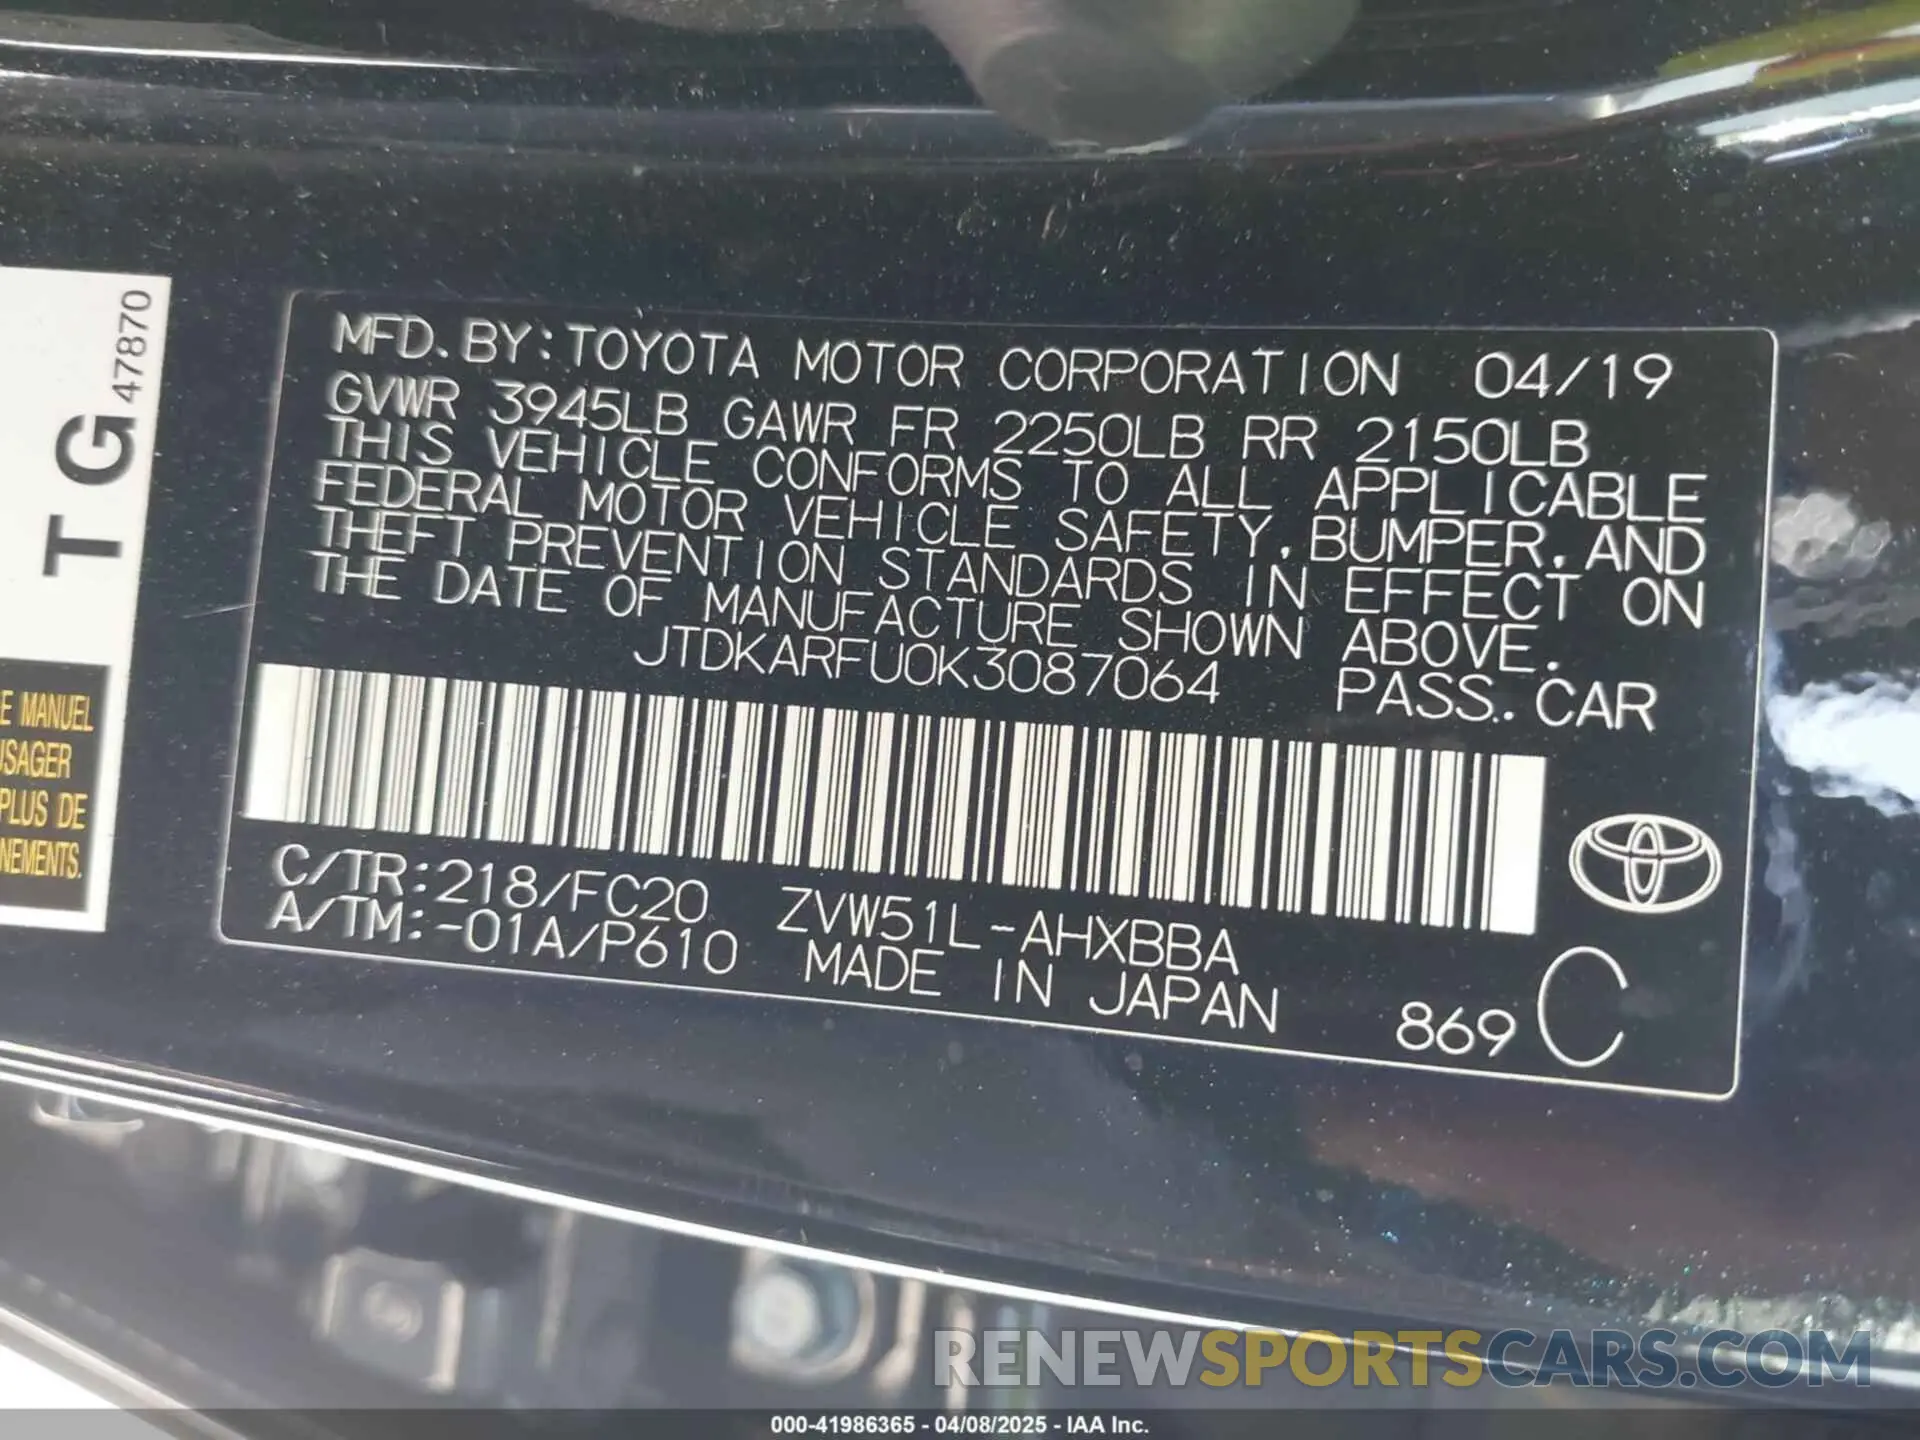 T G 47870
E MANUEL
USAGER
PLUS DE
NEMENTS.
MFD. BY: TOYOTA MOTOR CORPORATION 04/19
GVWR 3945LB GAWR FR 2250LB RR 2150LB
THIS VEHICLE CONFORMS TO ALL APPLICABLE
FEDERAL MOTOR VEHICLE SAFETY, BUMPER, AND
THEFT PREVENTION STANDARDS IN EFFECT ON
THE DATE OF MANUFACTURE SHOWN ABOVE.
JTDKARFU0K3087064 PASS. CAR
C/TR:218/FC20 ZVW51L-AHXBBA
A/TM:-01A/P610 MADE IN JAPAN
869 C
RENEWSPORTSCARS.COM
000-41986365 - 04/08/2025 - IAA Inc.